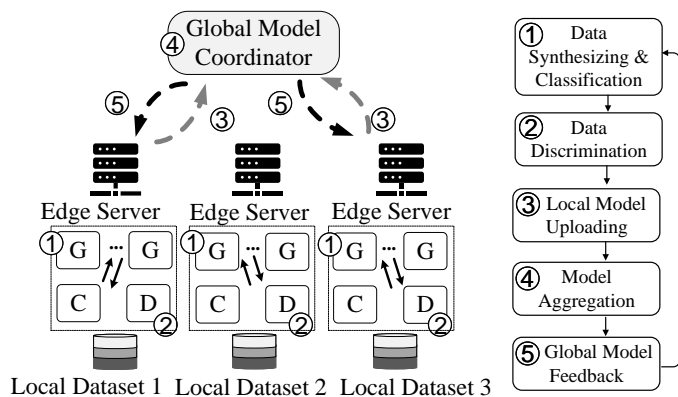 ④ Global Model
Coordinator
⑤ ③ ⑤ ③
Edge Server Edge Server Edge Server
① G ... G ① G ... G ① G ... G
C D C D C D
② ② ②
Local Dataset 1 Local Dataset 2 Local Dataset 3
① Data
Synthesizing &
Classification
② Data
Discrimination
③ Local Model
Uploading
④ Model
Aggregation
⑤ Global Model
Feedback